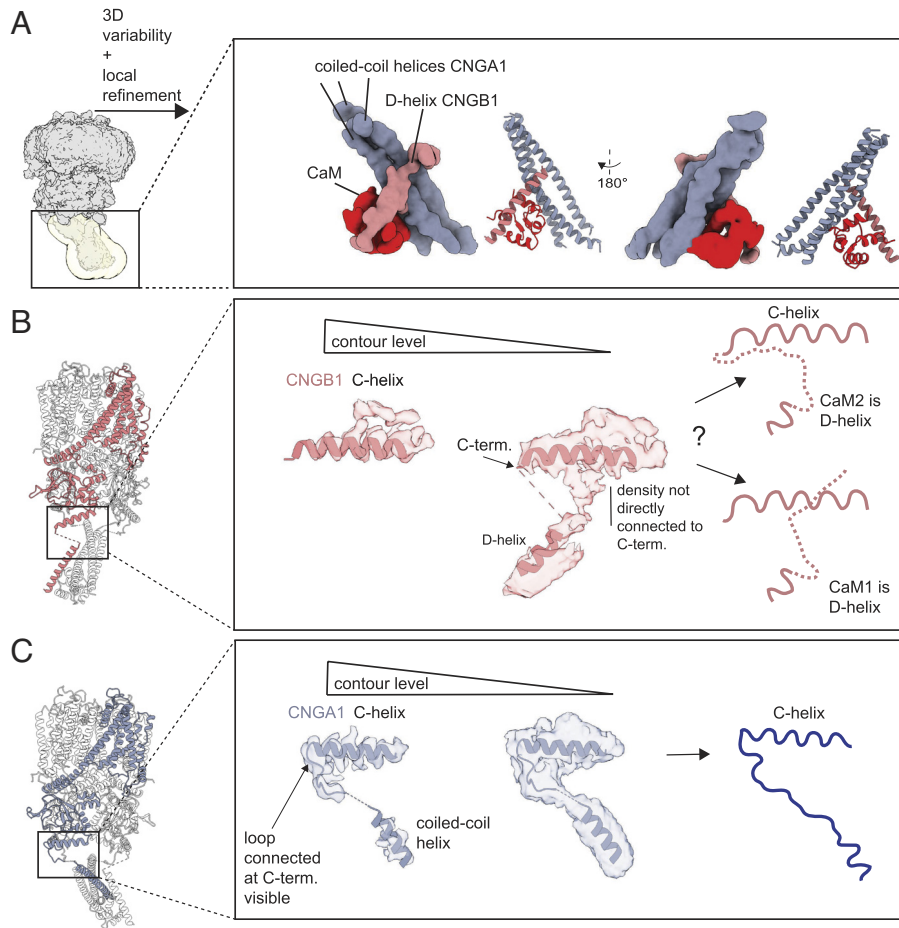 A
3D
variability
+
local
refinement
coiled-coil helices CNGA1
D-helix CNGB1
CaM
180°
B
contour level
CNGB1 C-helix
C-term.
D-helix
density not
directly
connected to
C-term.
?
C-helix
CaM2 is
D-helix
CaM1 is
D-helix
C
contour level
CNGA1 C-helix
loop
connected
at C-term.
visible
coiled-coil
helix
C-helix